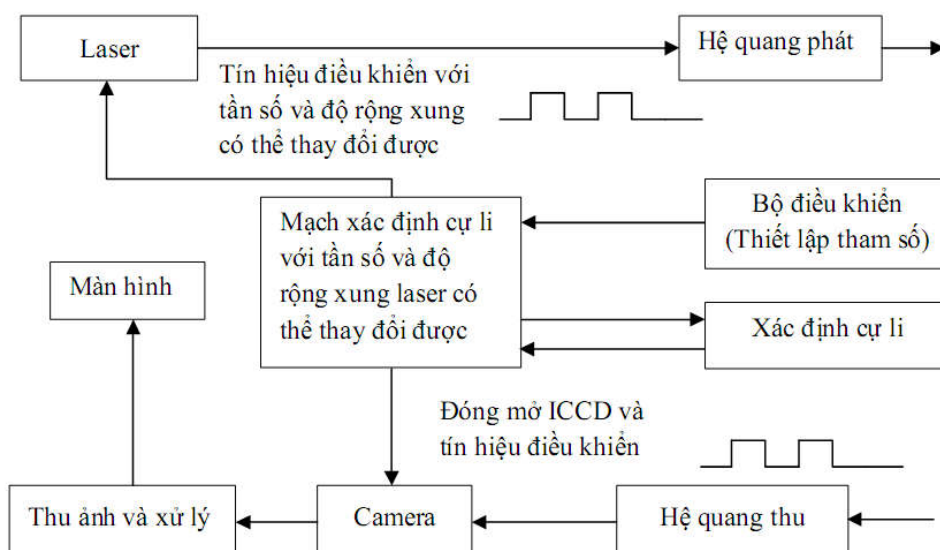 Laser
Hệ quang phát
Tín hiệu điều khiển với
tần số và độ rộng xung
có thể thay đổi được
Mạch xác định cự li
với tần số và độ
rộng xung laser có
thể thay đổi được
Bộ điều khiển
(Thiết lập tham số)
Màn hình
Xác định cự li
Đóng mở ICCD và
tín hiệu điều khiển
Thu ảnh và xử lý
Camera
Hệ quang thu